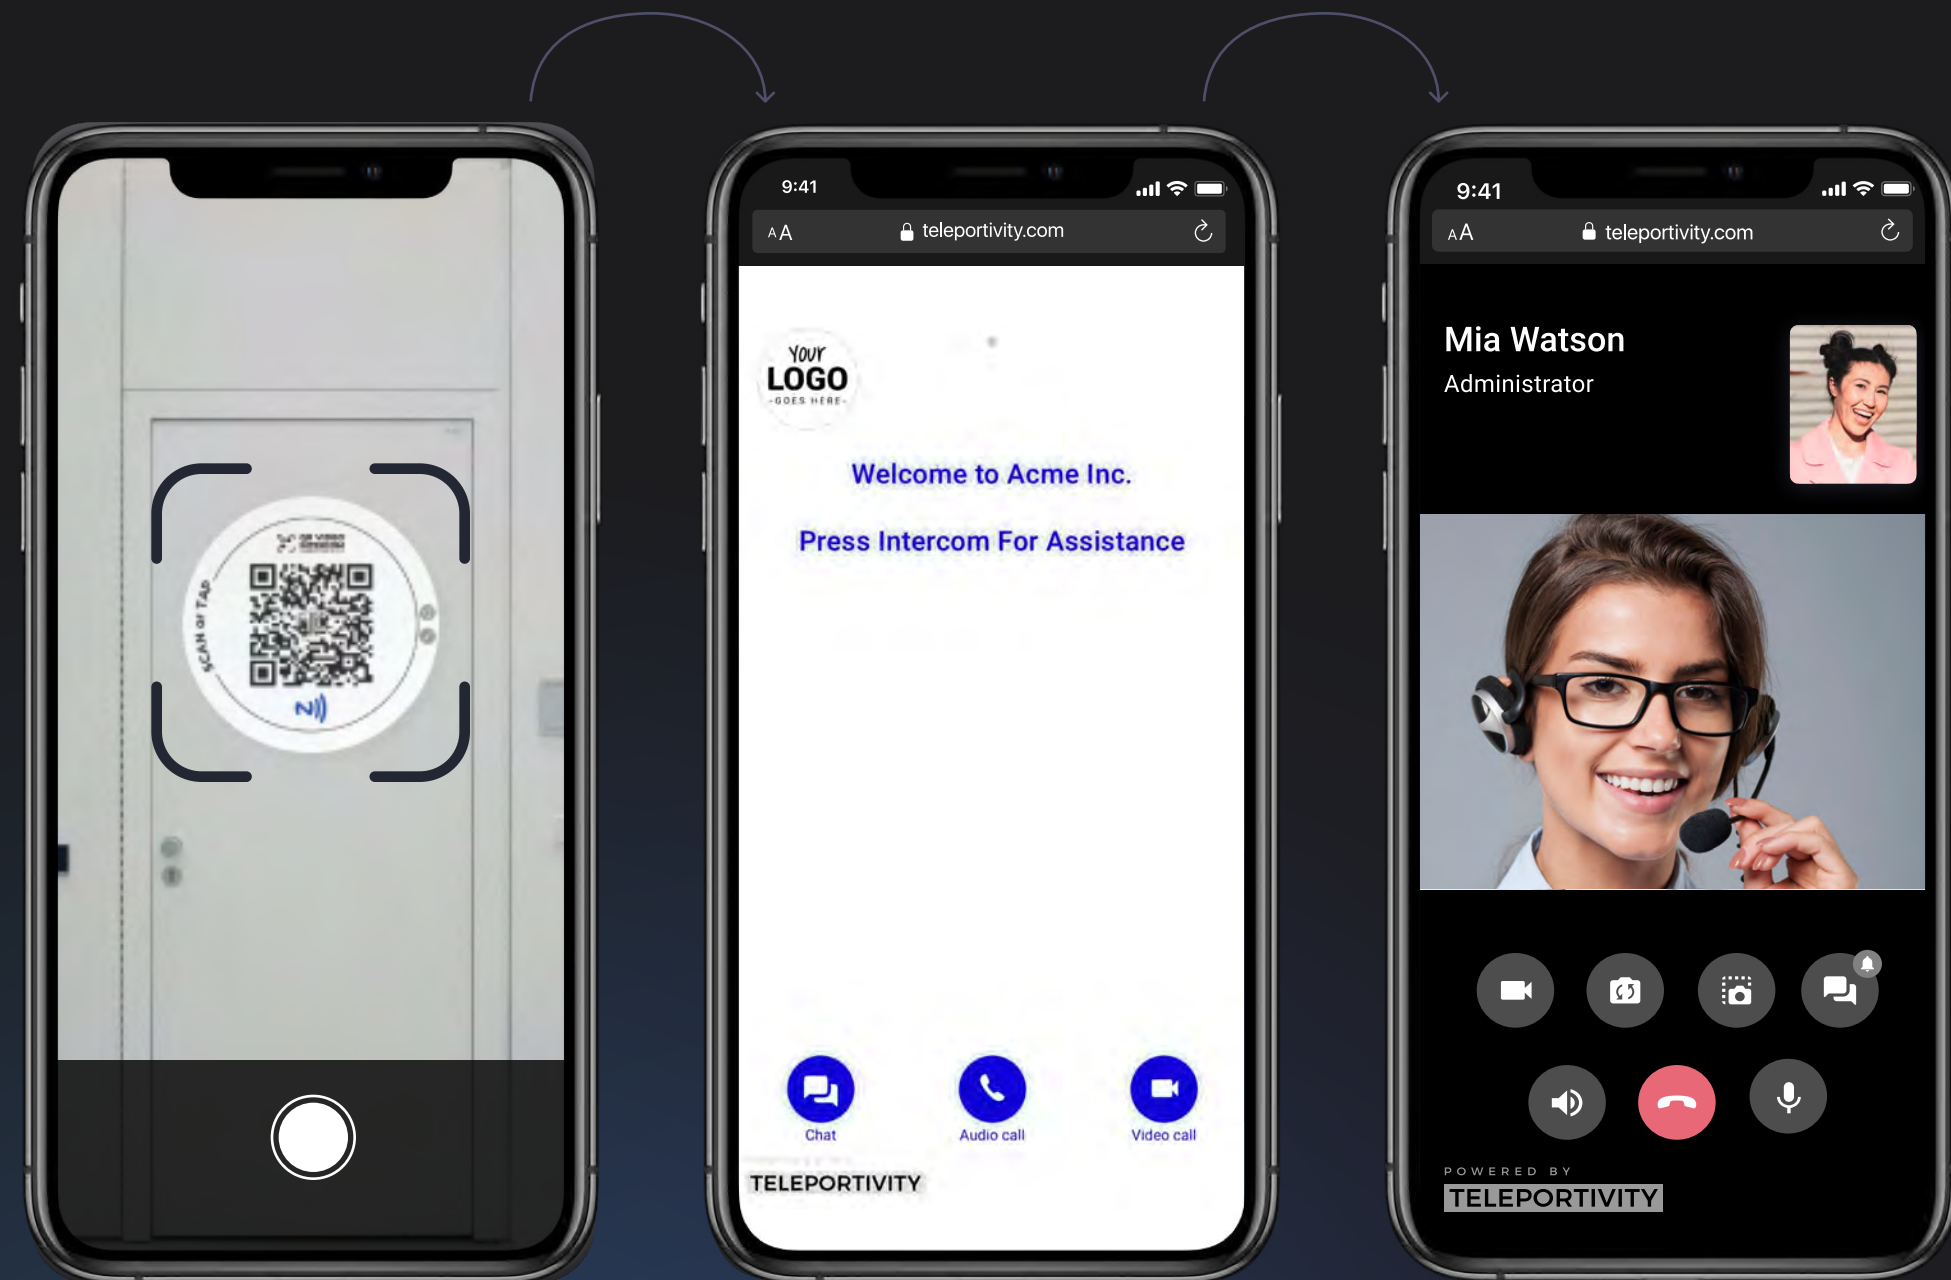 SCAN or TAP
9:41
AA
teleportivity.com
YOUR
LOGO
-GOES HERE-
Welcome to Acme Inc.
Press Intercom For Assistance
Chat
Audio call
Video call
TELEPORTIVITY
9:41
AA
teleportivity.com
Mia Watson
Administrator
POWERED BY
TELEPORTIVITY